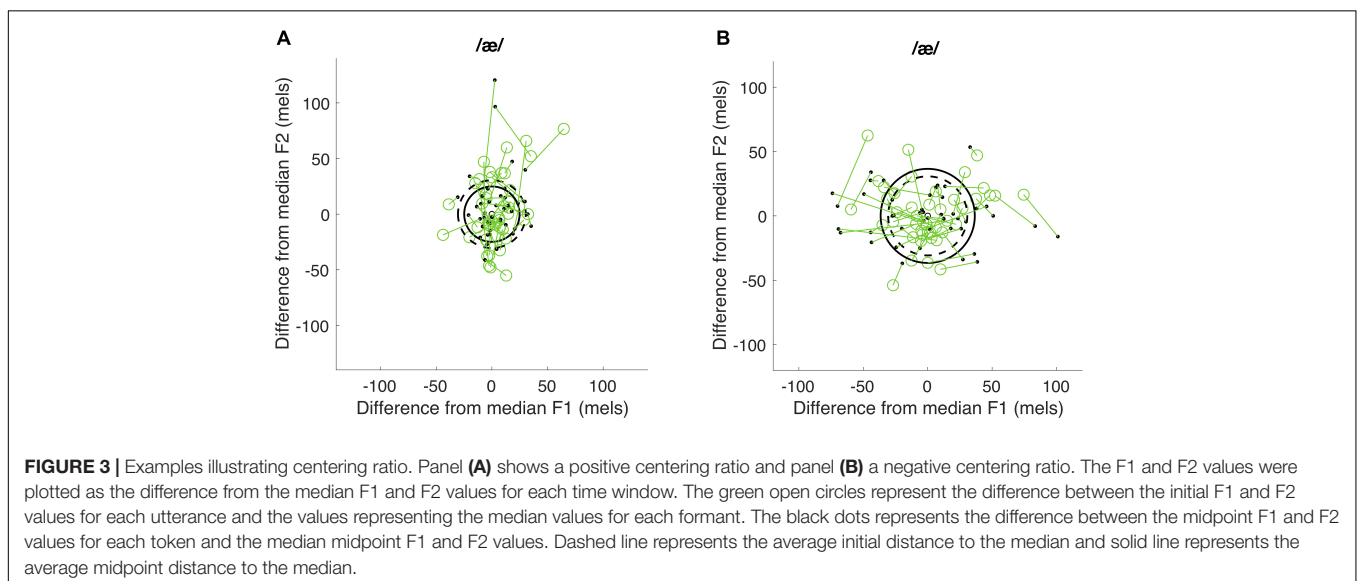 A
/æ/
Difference from median F2 (mels)
100
50
0
-50
-100
-100 -50 0 50 100
Difference from median F1 (mels)
B
/æ/
Difference from median F2 (mels)
100
50
0
-50
-100
-100 -50 0 50 100
Difference from median F1 (mels)
FIGURE 3 | Examples illustrating centering ratio. Panel (A) shows a positive centering ratio and panel (B) a negative centering ratio. The F1 and F2 values were
plotted as the difference from the median F1 and F2 values for each time window. The green open circles represent the difference between the initial F1 and F2
values for each utterance and the values representing the median values for each formant. The black dots represents the difference between the midpoint F1 and F2
values for each token and the median midpoint F1 and F2 values. Dashed line represents the average initial distance to the median and solid line represents the
average midpoint distance to the median.